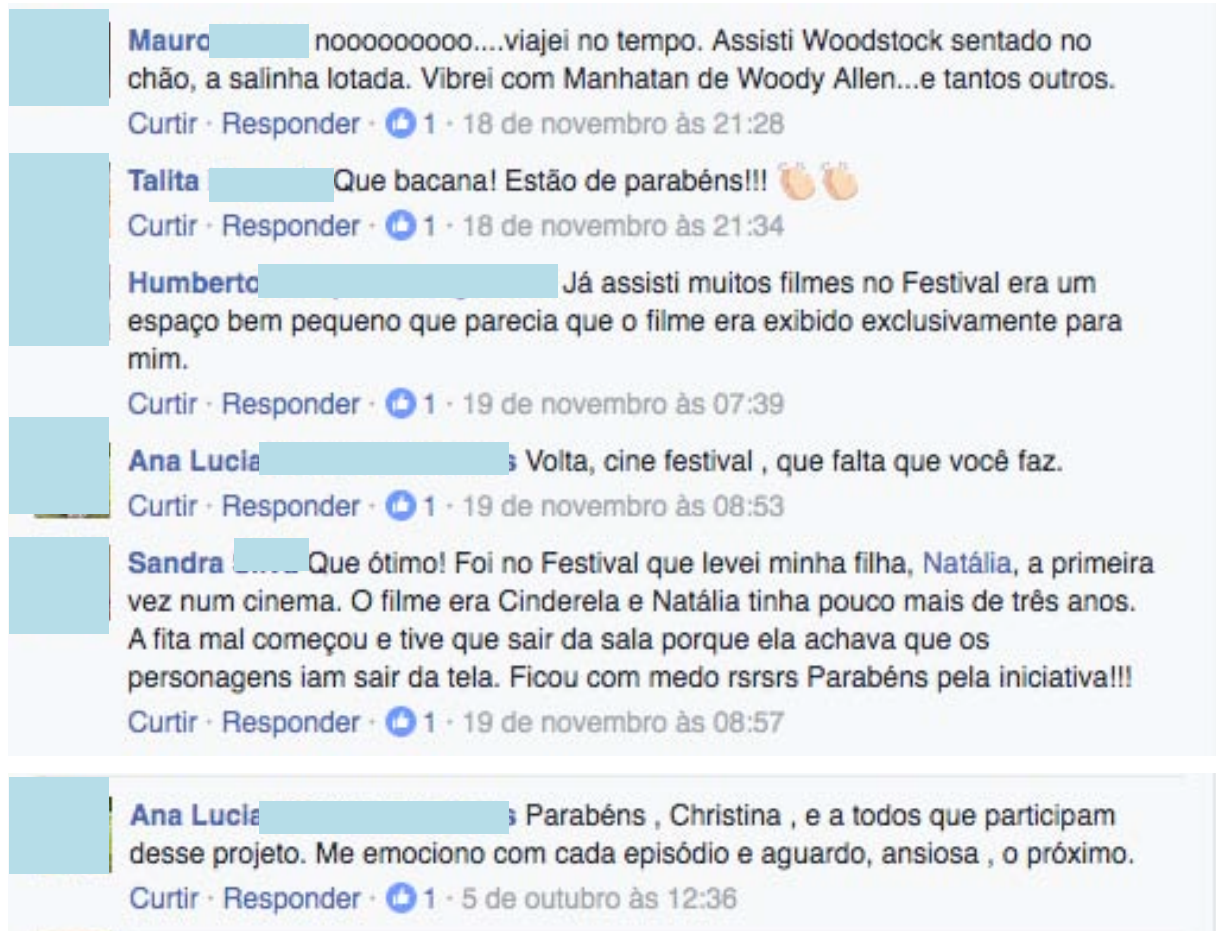 Mauro nooooooooo....viajei no tempo. Assisti Woodstock sentado no
chão, a salinha lotada. Vibrei com Manhatan de Woody Allen...e tantos outros.
Curtir · Responder · 1 · 18 de novembro às 21:28
Talita Que bacana! Estão de parabéns!!! 👏🏻👏🏻
Curtir · Responder · 1 · 18 de novembro às 21:34
Humberto Já assisti muitos filmes no Festival era um
espaço bem pequeno que parecia que o filme era exibido exclusivamente para
mim.
Curtir · Responder · 1 · 19 de novembro às 07:39
Ana Lucia Volta, cine festival , que falta que você faz.
Curtir · Responder · 1 · 19 de novembro às 08:53
Sandra Que ótimo! Foi no Festival que levei minha filha, Natália, a primeira
vez num cinema. O filme era Cinderela e Natália tinha pouco mais de três anos.
A fita mal começou e tive que sair da sala porque ela achava que os
personagens iam sair da tela. Ficou com medo rsrsrs Parabéns pela iniciativa!!!
Curtir · Responder · 1 · 19 de novembro às 08:57
Ana Lucia Parabéns , Christina , e a todos que participam
desse projeto. Me emociono com cada episódio e aguardo, ansiosa , o próximo.
Curtir · Responder · 1 · 5 de outubro às 12:36